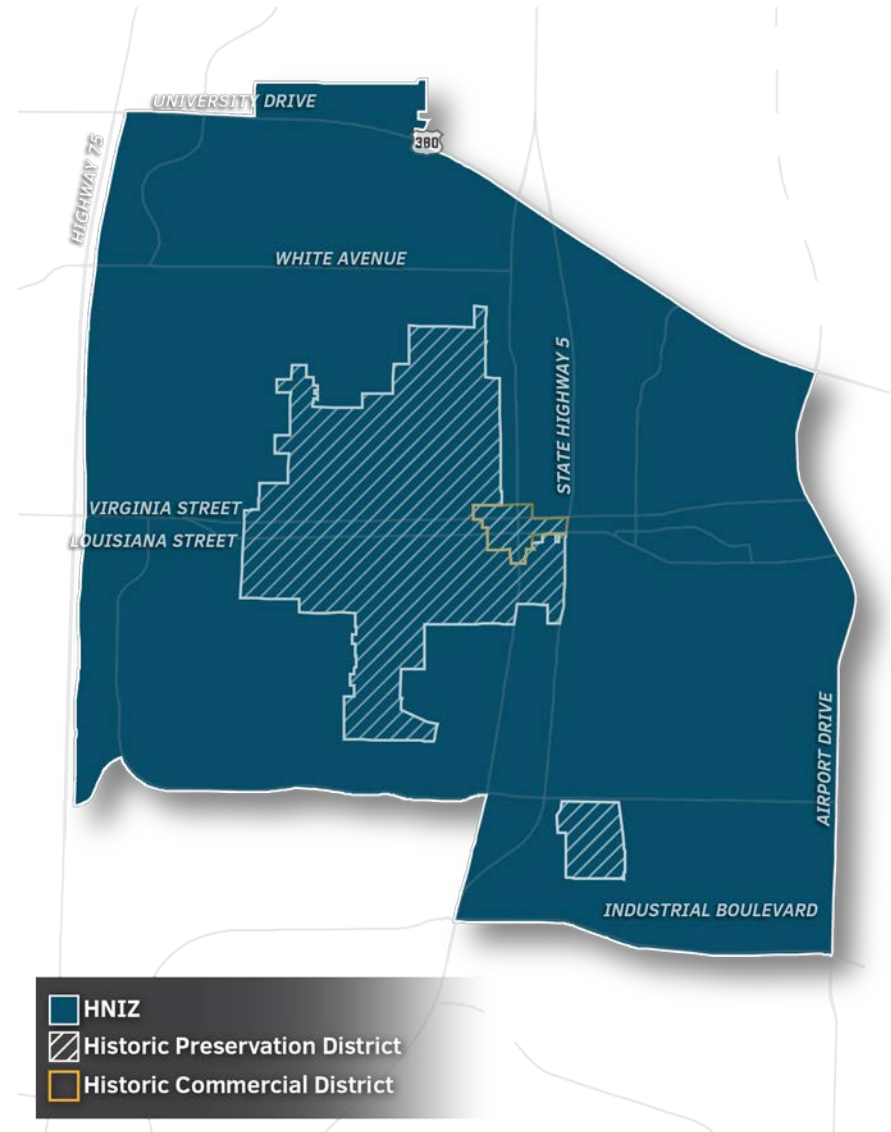 UNIVERSITY DRIVE
380
HIGHWAY 75
WHITE AVENUE
STATE HIGHWAY 5
VIRGINIA STREET
LOUISIANA STREET
AIRPORT DRIVE
INDUSTRIAL BOULEVARD
HNIZ
Historic Preservation District
Historic Commercial District